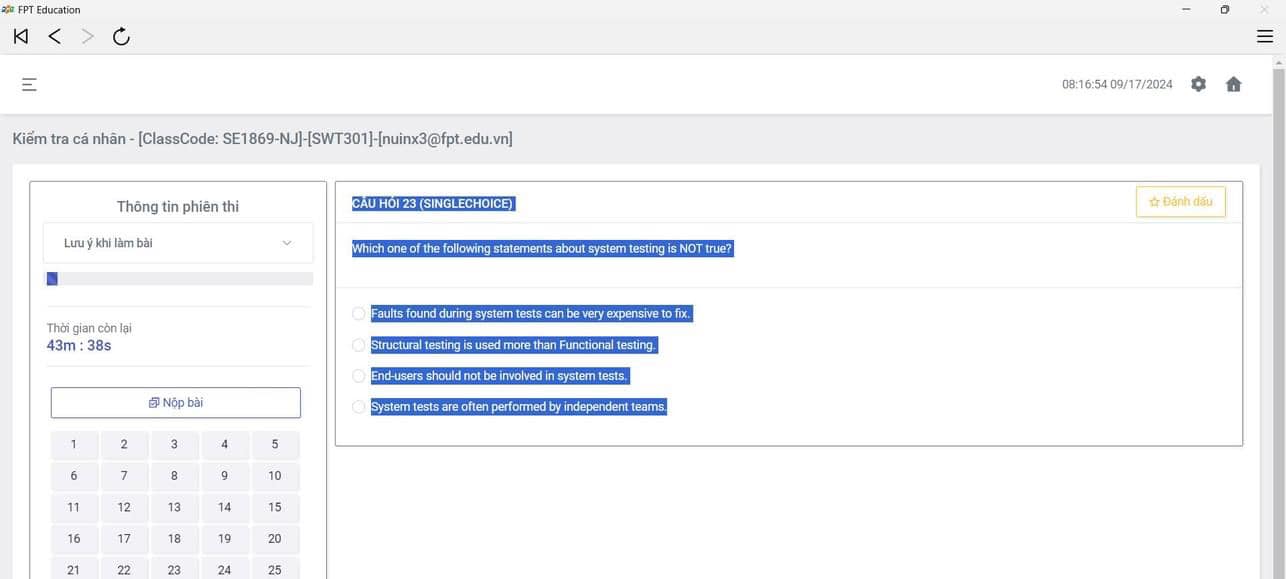 FPT Education
08:16:54 09/17/2024
Kiểm tra cá nhân - [ClassCode: SE1869-NJ]-[SWT301]-[nuinx3@fpt.edu.vn]
Thông tin phiên thi
Lưu ý khi làm bài
Thời gian còn lại
43m : 38s
Nộp bài
1 2 3 4 5
6 7 8 9 10
11 12 13 14 15
16 17 18 19 20
21 22 23 24 25
CÂU HỎI 23 (SINGLECHOICE)
Đánh dấu
Which one of the following statements about system testing is NOT true?
Faults found during system tests can be very expensive to fix.
Structural testing is used more than Functional testing.
End-users should not be involved in system tests.
System tests are often performed by independent teams.